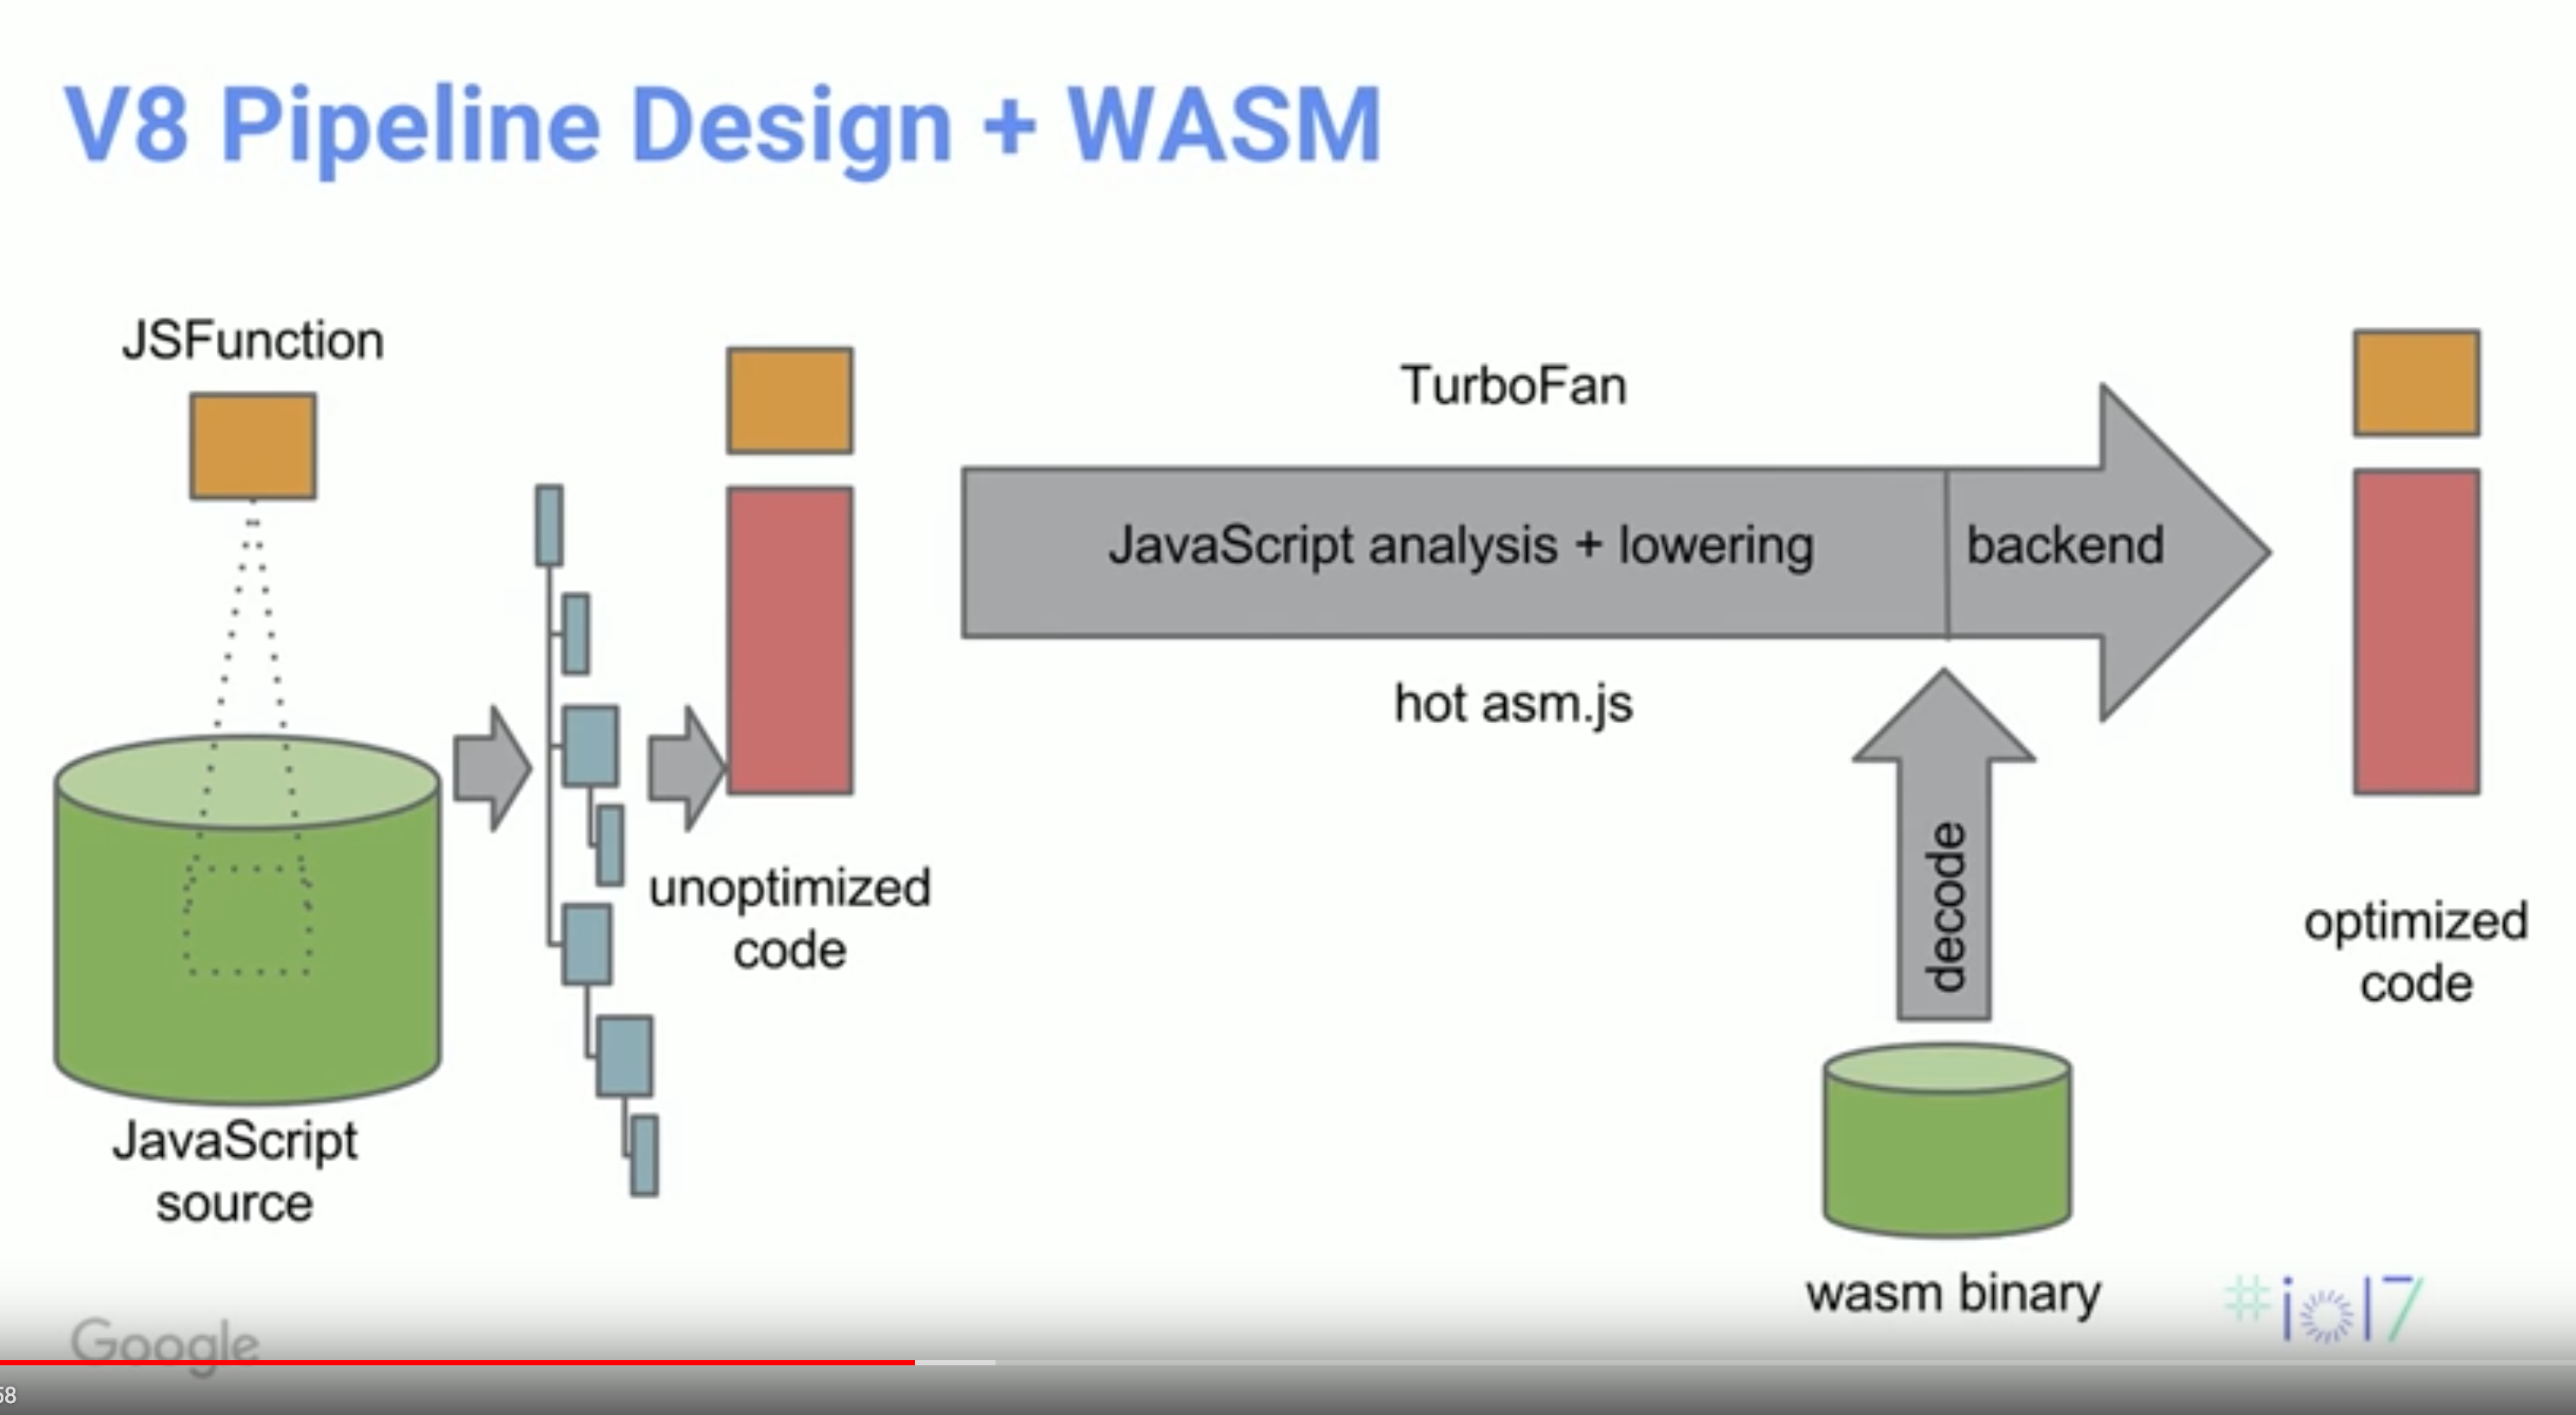 V8 Pipeline Design + WASM
JSFunction
TurboFan
JavaScript analysis + lowering
backend
hot asm.js
unoptimized
code
decode
optimized
code
JavaScript
source
wasm binary
#io17
Google
58